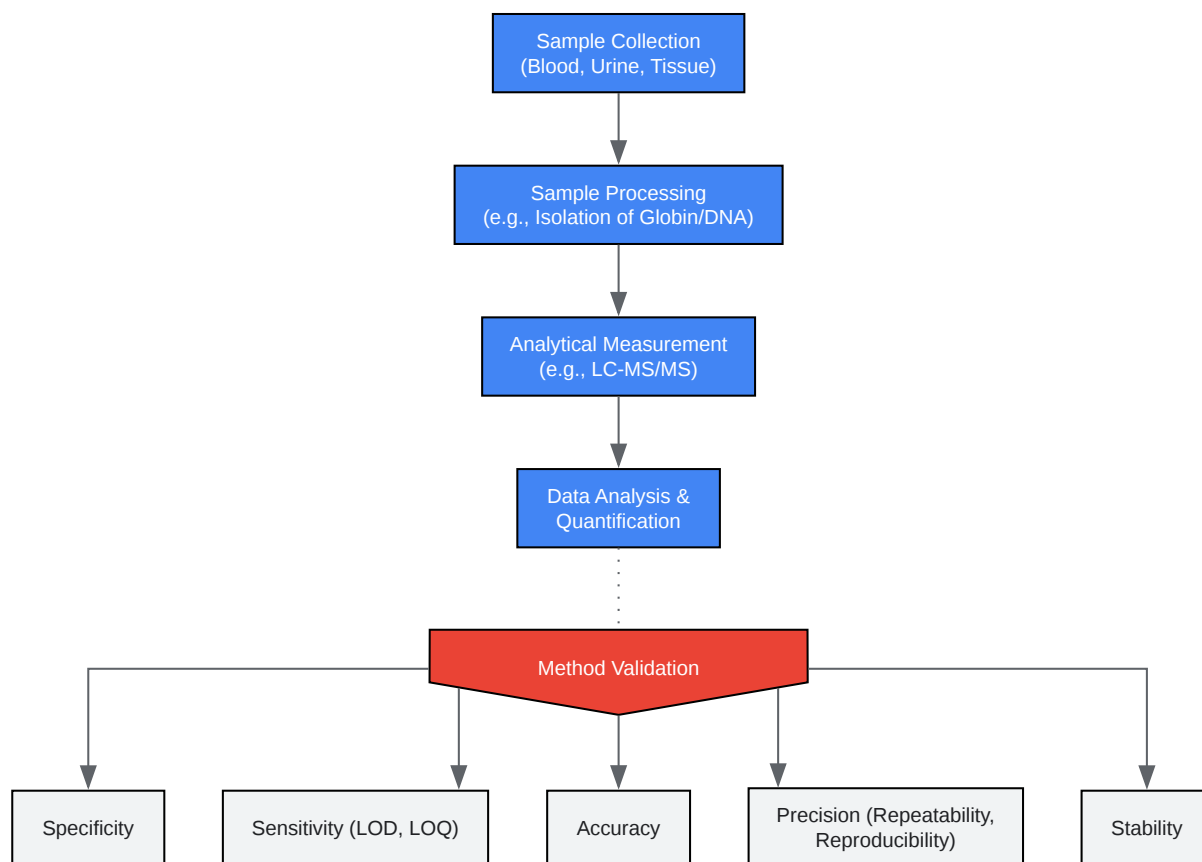 Sample Collection
(Blood, Urine, Tissue)
Sample Processing
(e.g., Isolation of Globin/DNA)
Analytical Measurement
(e.g., LC-MS/MS)
Data Analysis &
Quantification
Method Validation
Specificity
Sensitivity (LOD, LOQ)
Accuracy
Precision (Repeatability,
Reproducibility)
Stability